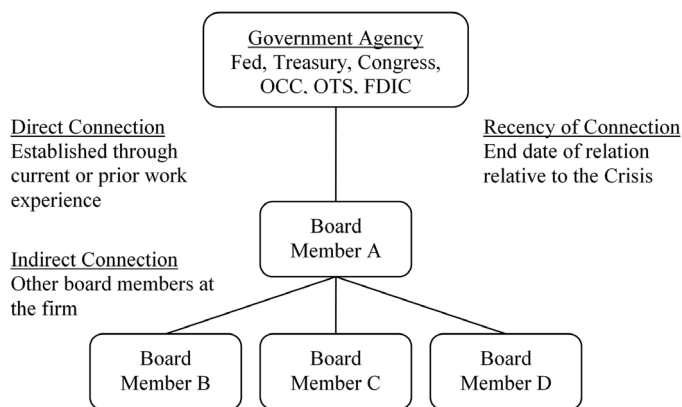 Government Agency
Fed, Treasury, Congress,
OCC, OTS, FDIC
Direct Connection
Established through
current or prior work
experience
Recency of Connection
End date of relation
relative to the Crisis
Board
Member A
Indirect Connection
Other board members at
the firm
Board
Member B
Board
Member C
Board
Member D